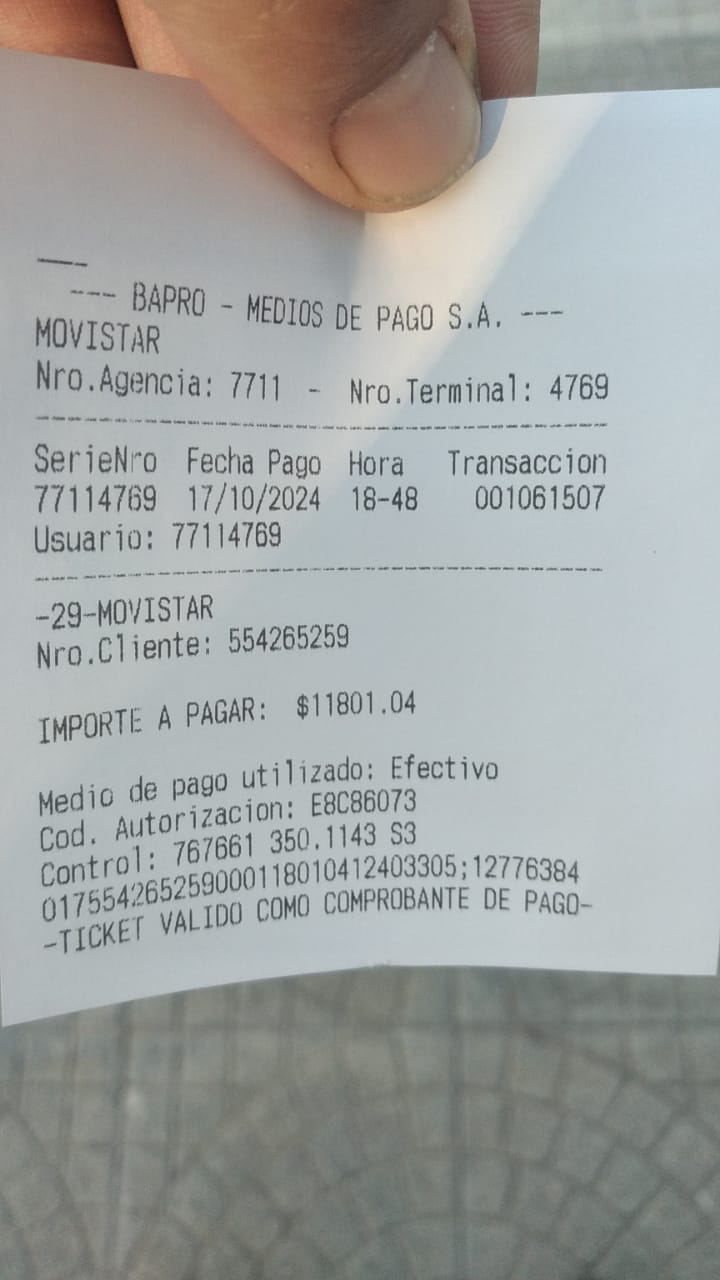 --- BAPRO - MEDIOS DE PAGO S.A. ---
MOVISTAR
Nro.Agencia: 7711 - Nro.Terminal: 4769
SerieNro Fecha Pago Hora Transaccion
77114769 17/10/2024 18-48 001061507
Usuario: 77114769
-29-MOVISTAR
Nro.Cliente: 554265259
IMPORTE A PAGAR: $11801.04
Medio de pago utilizado: Efectivo
Cod. Autorizacion: E8C86073
Control: 767661 350.1143 S3
017554265259000118010412403305;12776384
-TICKET VALIDO COMO COMPROBANTE DE PAGO-